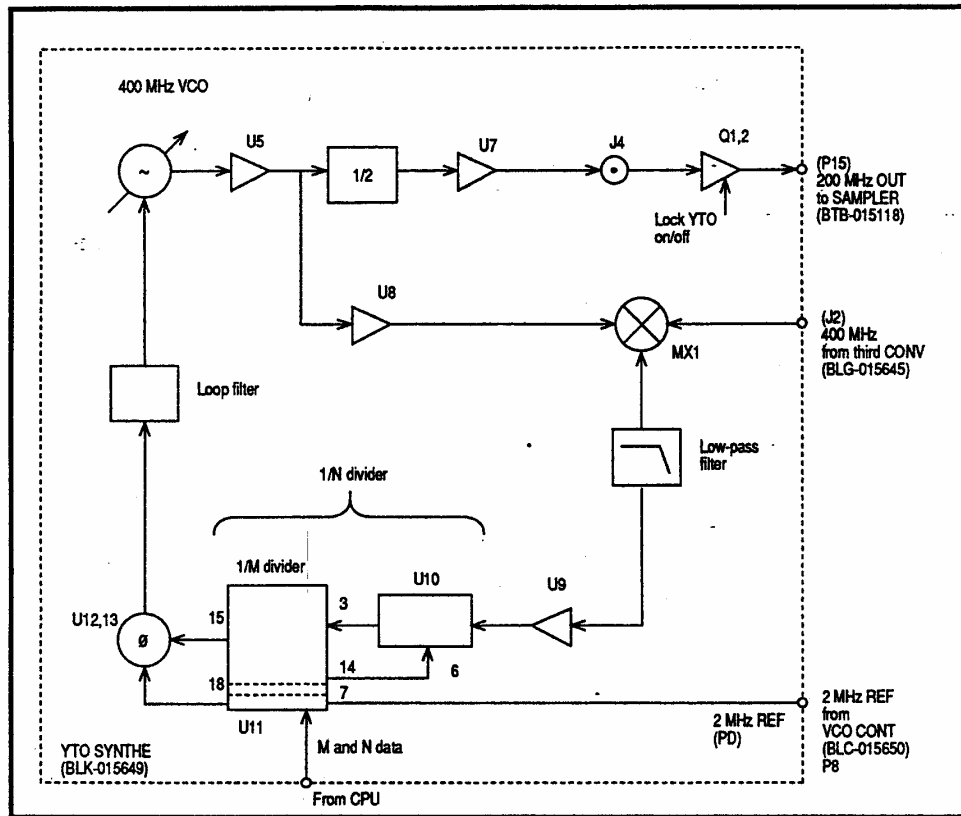 400 MHz VCO
U5
~
1/2
U7
J4
Q1,2
Lock YTO
on/off
(P15)
200 MHz OUT
to SAMPLER
(BTB-015118)
U8
MX1
(J2)
400 MHz
from third CONV
(BLG-015645)
Loop filter
Low-pass
filter
1/N divider
1/M divider
U10
U9
U12,13
ø
15
3
14
6
18
7
U11
2 MHz REF
(PD)
2 MHz REF
from
VCO CONT
(BLC-015650)
P8
M and N data
YTO SYNTHE
(BLK-015649)
From CPU